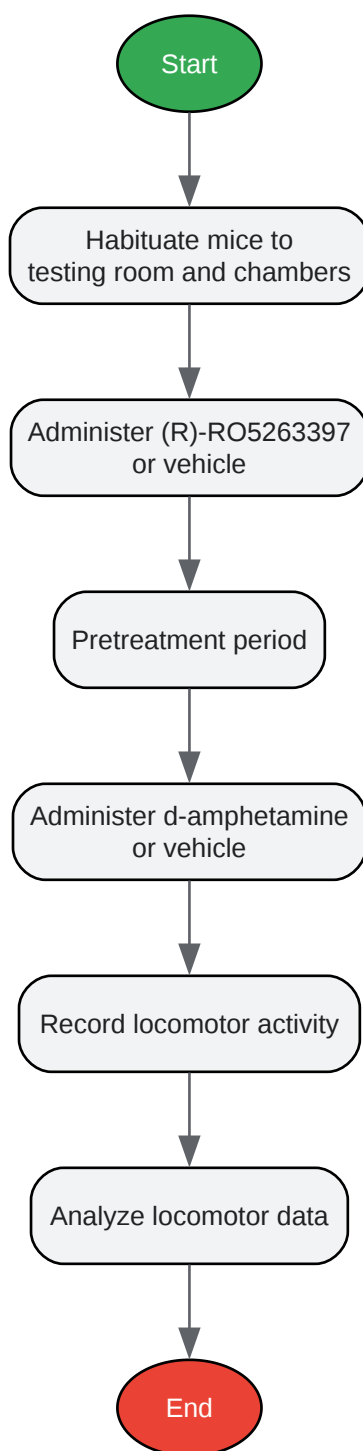 Start
Habituate mice to
testing room and chambers
Administer (R)-RO5263397
or vehicle
Pretreatment period
Administer d-amphetamine
or vehicle
Record locomotor activity
Analyze locomotor data
End